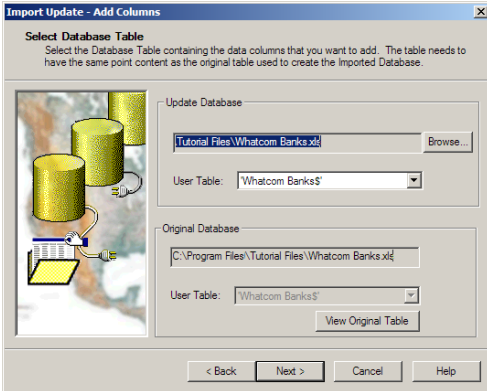 Import Update - Add Columns
Select Database Table
Select the Database Table containing the data columns that you want to add. The table needs to
have the same point content as the original table used to create the Imported Database.
Update Database
.Tutorial Files\Whatcom Banks.xls
Browse...
User Table: 'Whatcom Banks$'
Original Database
C:\Program Files\Tutorial Files\Whatcom Banks.xls
User Table: 'Whatcom Banks$'
View Original Table
< Back Next > Cancel Help